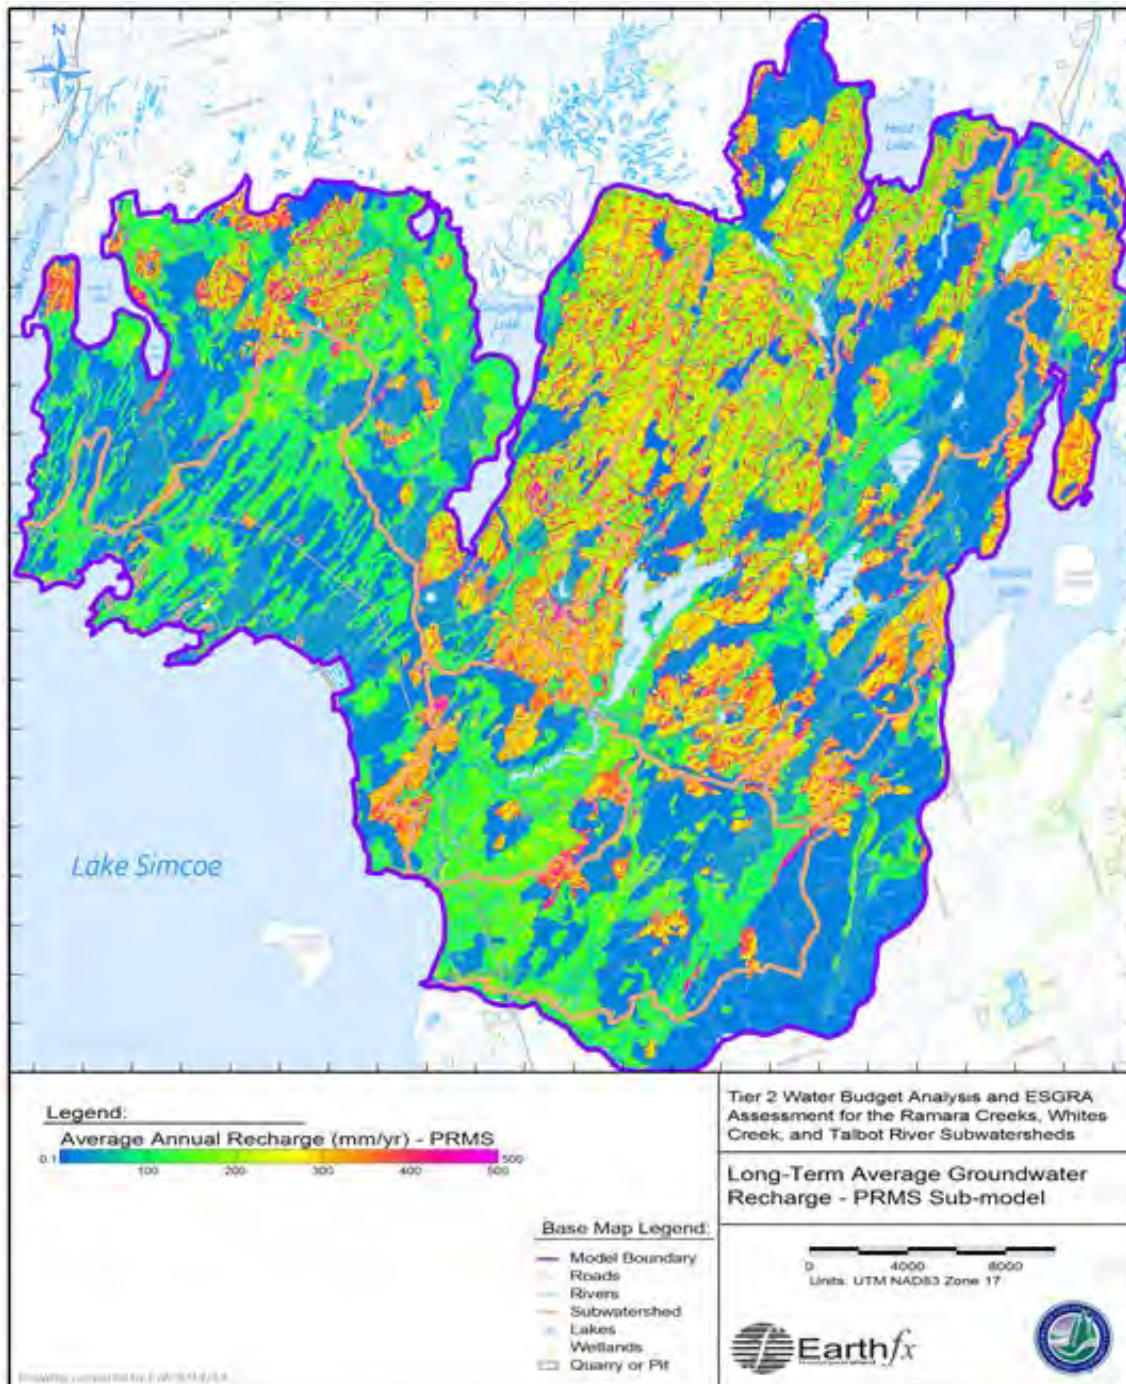 N
Head
Lake
Lake
Lake Simcoe
Legend:
Average Annual Recharge (mm/yr) - PRMS
0.1 500
100 200 300 400 500
Tier 2 Water Budget Analysis and ESGRA
Assessment for the Ramara Creeks, Whites
Creek, and Talbot River Subwatersheds
Long-Term Average Groundwater
Recharge - PRMS Sub-model
Base Map Legend:
Model Boundary
Roads
Rivers
Subwatershed
Lakes
Wetlands
Quarry or Pit
0 4000 8000
Units: UTM NAD83 Zone 17
Earthfx